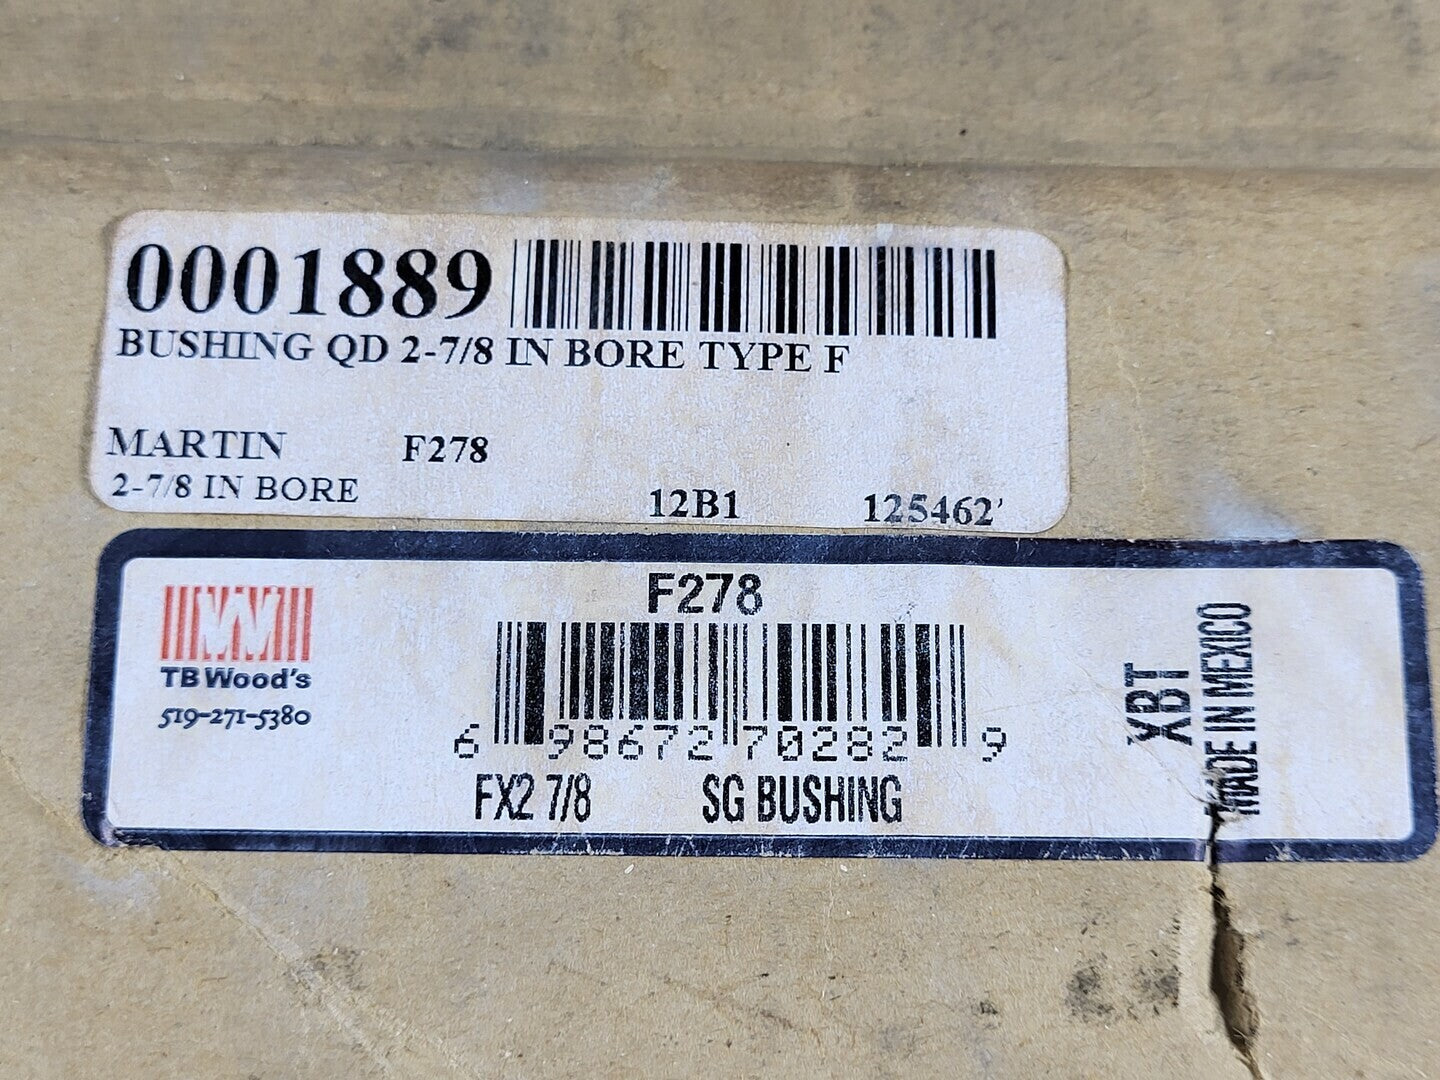 0001889
BUSHING QD 2-7/8 IN BORE TYPE F
MARTIN F278
2-7/8 IN BORE
12B1 125462'
F278
TB Wood's
519-271-5380
6 98672 70282 9
FX2 7/8 SG BUSHING
XBT
MADE IN MEXICO